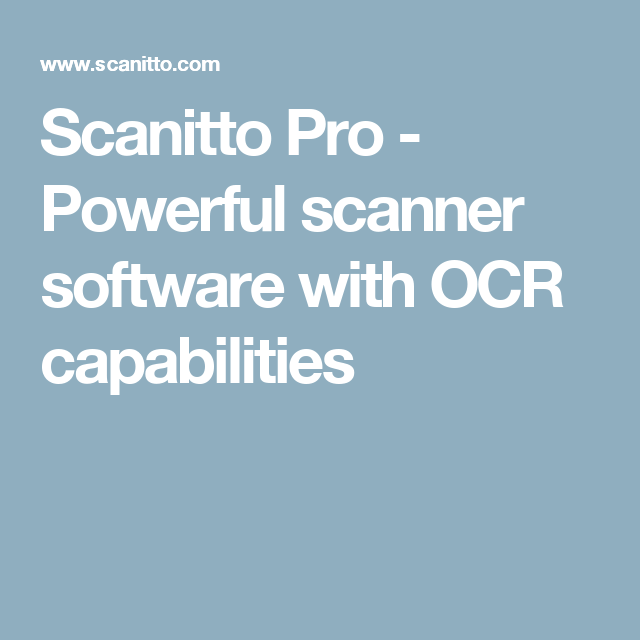 www.scanitto.com
Scanitto Pro -
Powerful scanner
software with OCR
capabilities